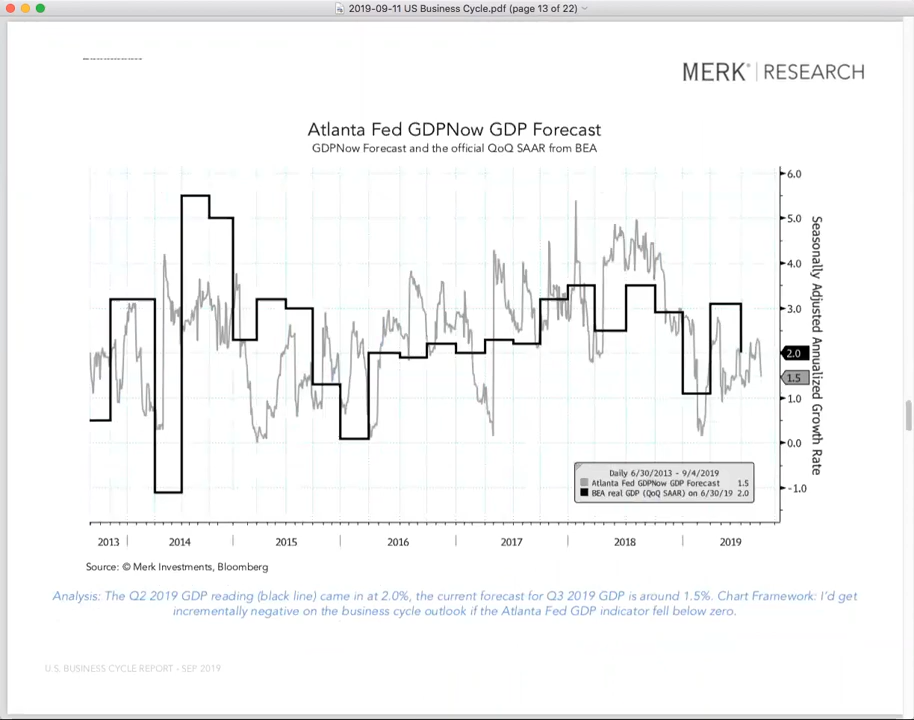 2019-09-11 US Business Cycle.pdf (page 13 of 22)
MERK® | RESEARCH
Atlanta Fed GDPNow GDP Forecast
GDPNow Forecast and the official QoQ SAAR from BEA
6.0
5.0
4.0
3.0
2.0
1.5
1.0
0.0
-1.0
Seasonally Adjusted Annualized Growth Rate
Daily 6/30/2013 - 9/4/2019
Atlanta Fed GDPNow GDP Forecast 1.5
BEA real GDP (QoQ SAAR) on 6/30/19 2.0
2013 2014 2015 2016 2017 2018 2019
Source: © Merk Investments, Bloomberg
Analysis: The Q2 2019 GDP reading (black line) came in at 2.0%, the current forecast for Q3 2019 GDP is around 1.5%. Chart Framework: I'd get
incrementally negative on the business cycle outlook if the Atlanta Fed GDP indicator fell below zero.
U.S. BUSINESS CYCLE REPORT - SEP 2019